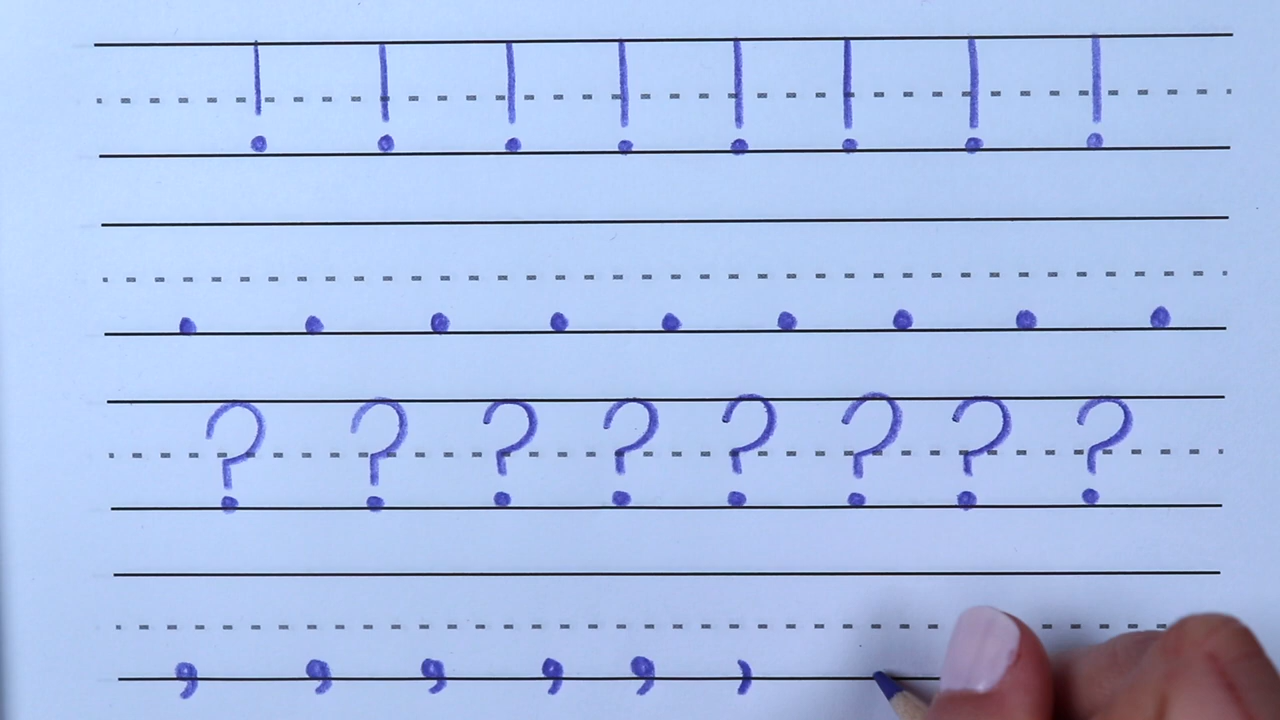 ! ! ! ! ! ! ! !
. . . . . . . . .
? ? ? ? ? ? ? ?
, , , , , ,